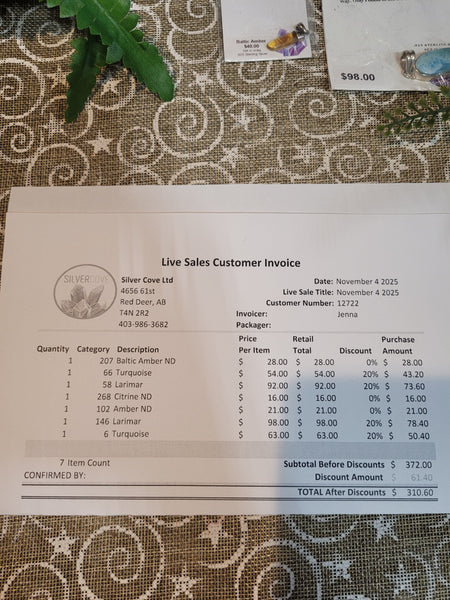 Baltic Amber
$40.00
$98.00
Live Sales Customer Invoice
SILVERCOVE
Silver Cove Ltd
4656 61st
Red Deer, AB
T4N 2R2
403-986-3682
Date: November 4 2025
Live Sale Title: November 4 2025
Customer Number: 12722
Invoicer: Jenna
Packager:
Quantity Category Description Price Per Item Retail Total Discount Purchase Amount
1 207 Baltic Amber ND $ 28.00 $ 28.00 0% $ 28.00
1 66 Turquoise $ 54.00 $ 54.00 20% $ 43.20
1 58 Larimar $ 92.00 $ 92.00 20% $ 73.60
1 268 Citrine ND $ 16.00 $ 16.00 0% $ 16.00
1 102 Amber ND $ 21.00 $ 21.00 0% $ 21.00
1 146 Larimar $ 98.00 $ 98.00 20% $ 78.40
1 6 Turquoise $ 63.00 $ 63.00 20% $ 50.40
7 Item Count
Subtotal Before Discounts $ 372.00
CONFIRMED BY:
Discount Amount $ 61.40
TOTAL After Discounts $ 310.60